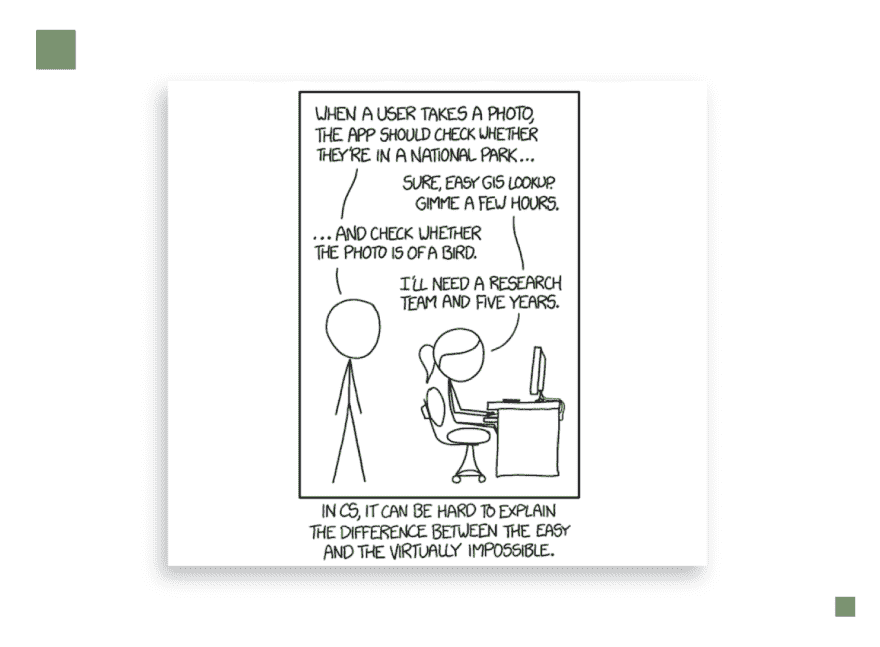 WHEN A USER TAKES A PHOTO,
THE APP SHOULD CHECK WHETHER
THEY'RE IN A NATIONAL PARK...
SURE, EASY GIS LOOKUP.
GIMME A FEW HOURS.
...AND CHECK WHETHER
THE PHOTO IS OF A BIRD.
I'LL NEED A RESEARCH
TEAM AND FIVE YEARS.
IN CS, IT CAN BE HARD TO EXPLAIN
THE DIFFERENCE BETWEEN THE EASY
AND THE VIRTUALLY IMPOSSIBLE.